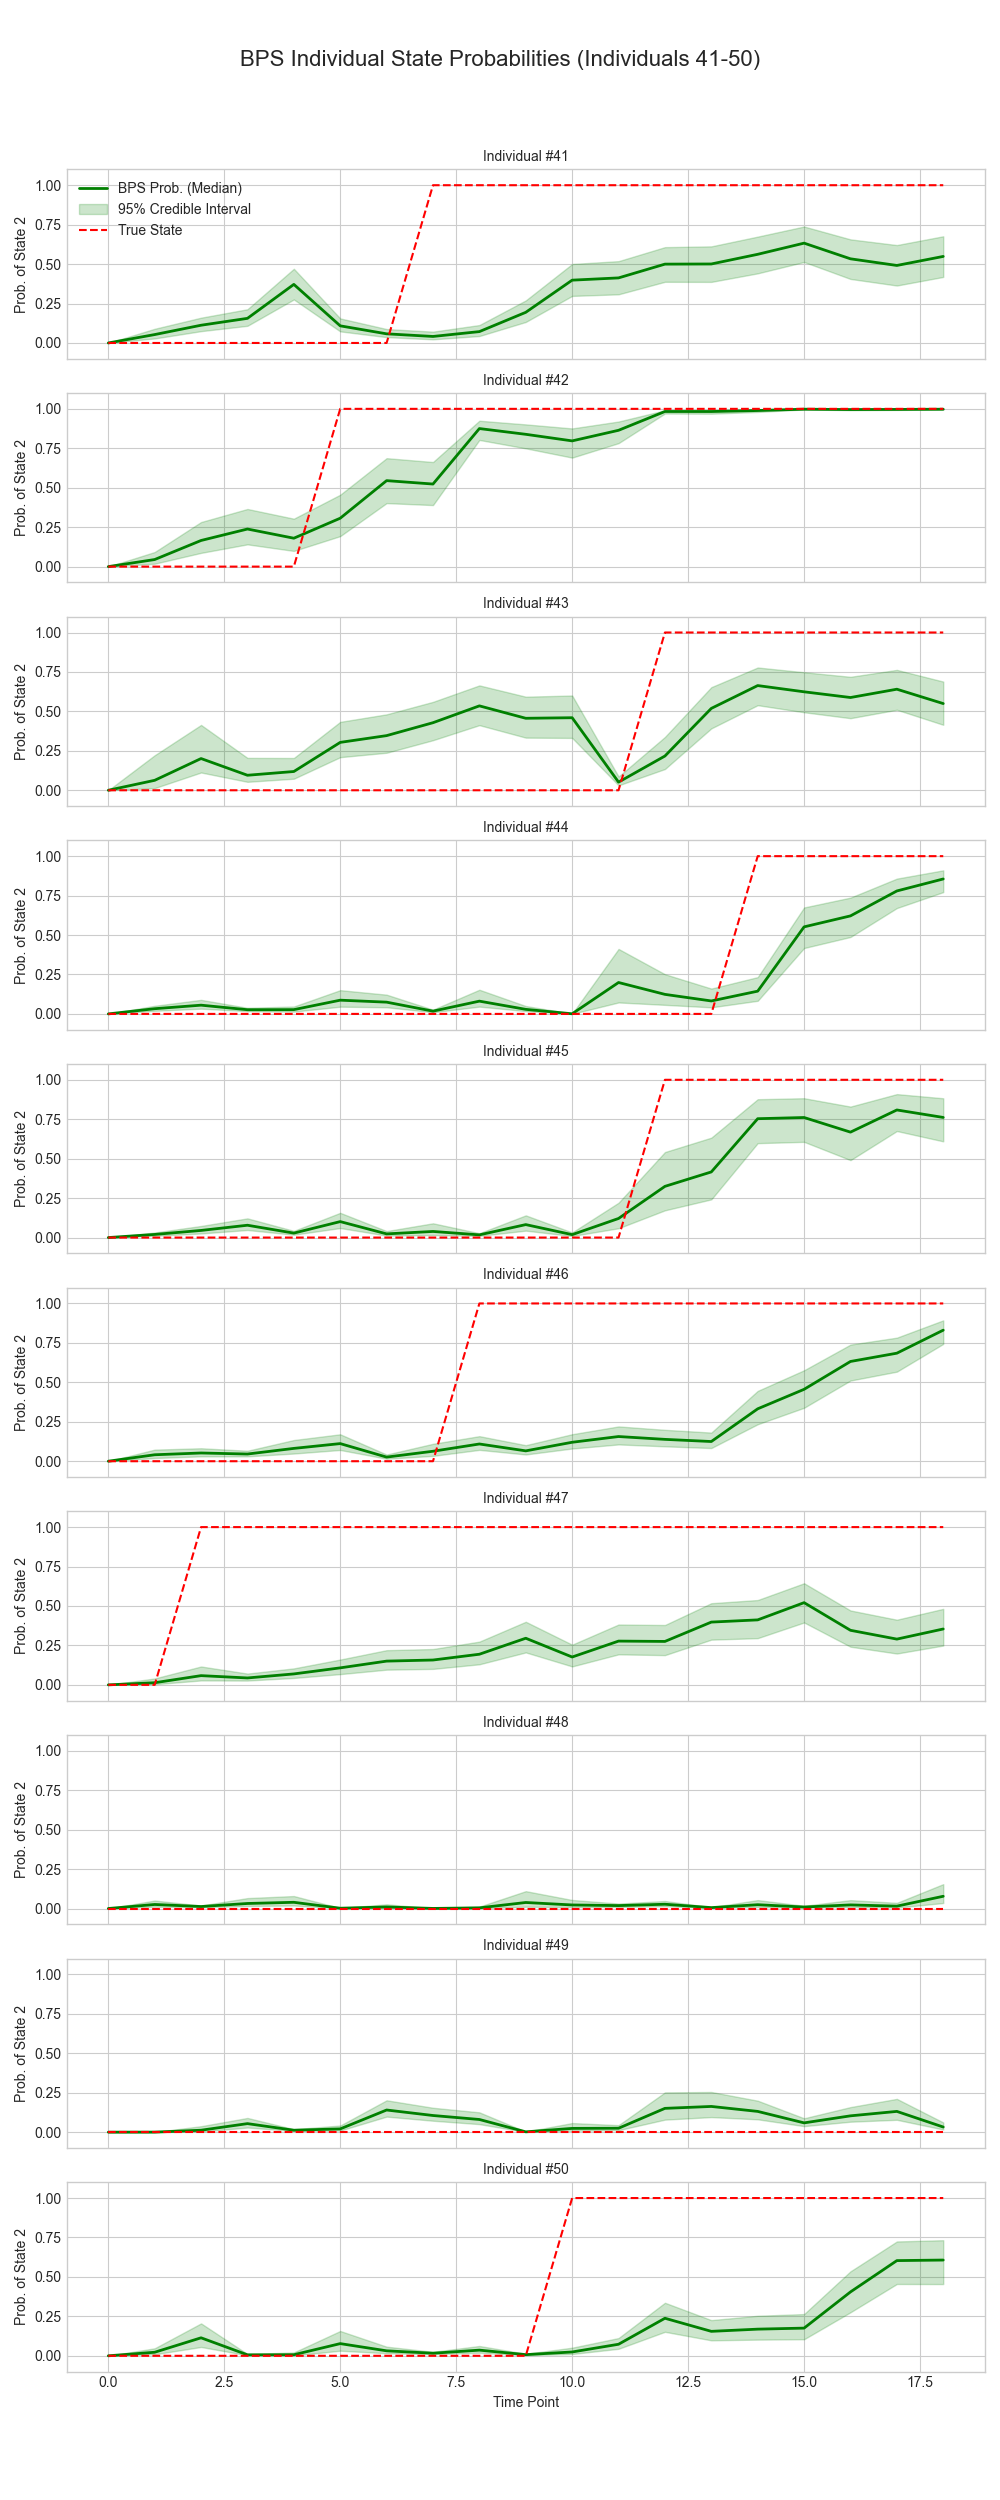 BPS Individual State Probabilities (Individuals 41-50)
Individual #41
BPS Prob. (Median)
95% Credible Interval
True State
1.00
0.75
0.50
0.25
0.00
Prob. of State 2
Individual #42
1.00
0.75
0.50
0.25
0.00
Prob. of State 2
Individual #43
1.00
0.75
0.50
0.25
0.00
Prob. of State 2
Individual #44
1.00
0.75
0.50
0.25
0.00
Prob. of State 2
Individual #45
1.00
0.75
0.50
0.25
0.00
Prob. of State 2
Individual #46
1.00
0.75
0.50
0.25
0.00
Prob. of State 2
Individual #47
1.00
0.75
0.50
0.25
0.00
Prob. of State 2
Individual #48
1.00
0.75
0.50
0.25
0.00
Prob. of State 2
Individual #49
1.00
0.75
0.50
0.25
0.00
Prob. of State 2
Individual #50
1.00
0.75
0.50
0.25
0.00
Prob. of State 2
0.0 2.5 5.0 7.5 10.0 12.5 15.0 17.5
Time Point